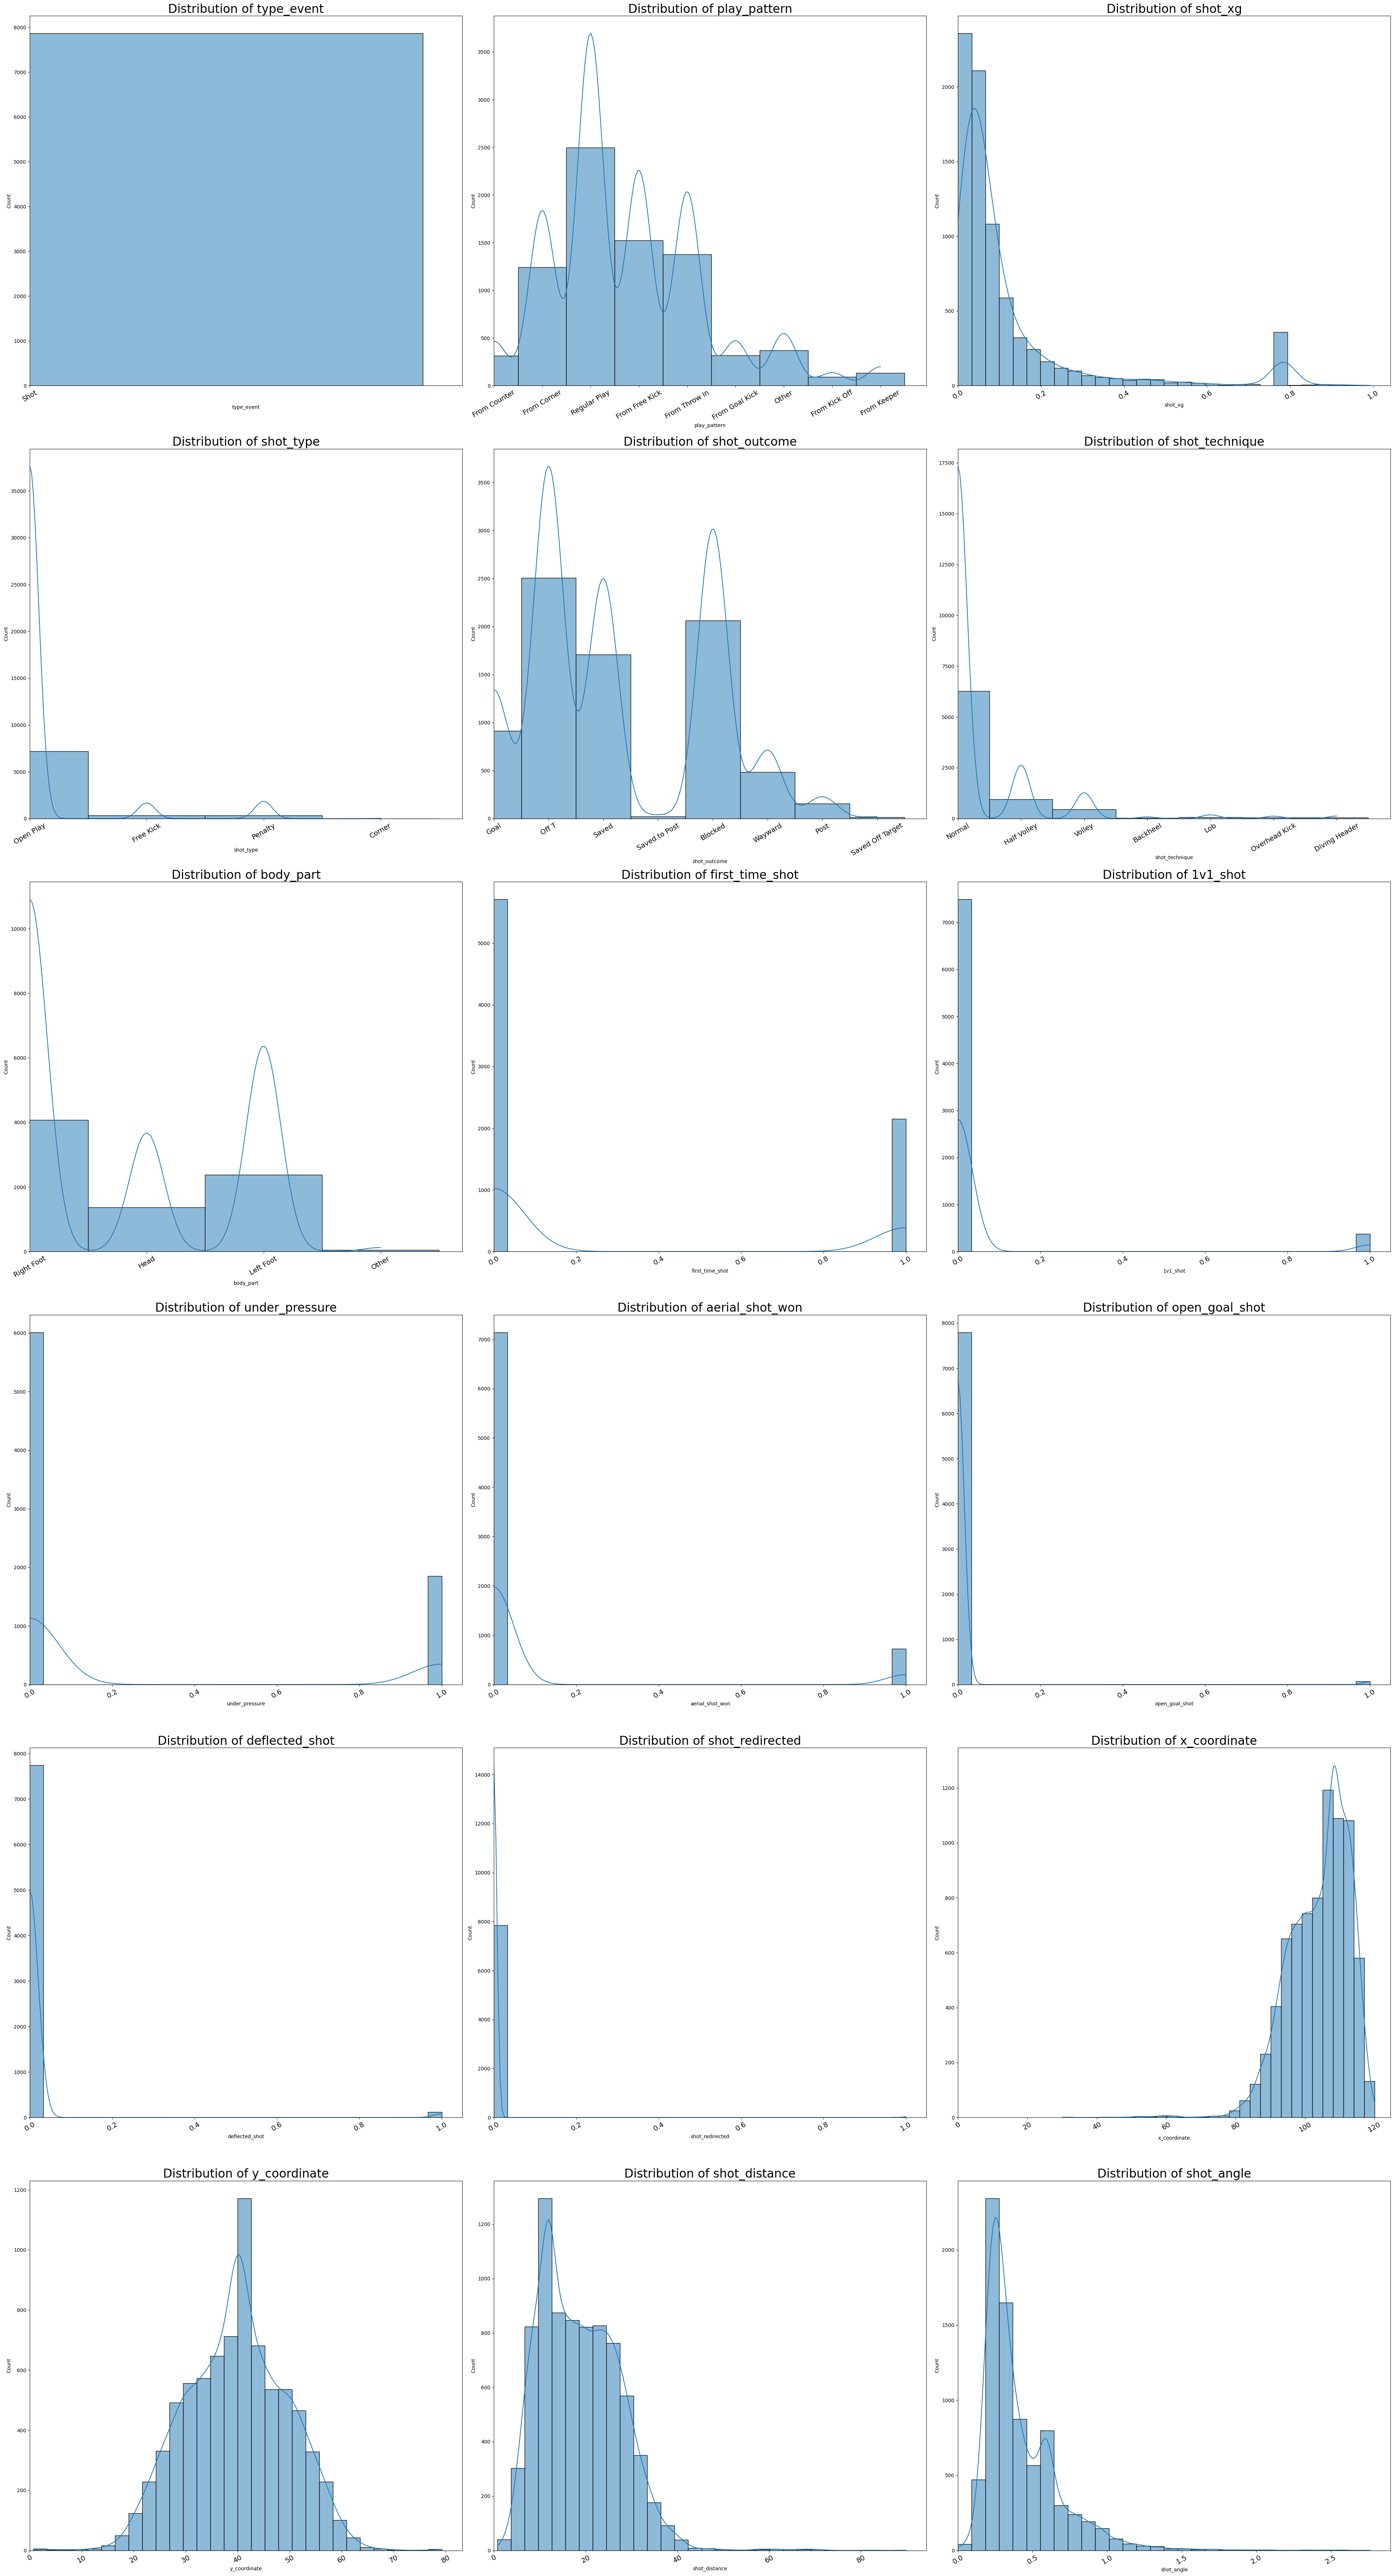 Distribution of type_event
8000
7000
6000
5000
4000
3000
2000
1000
0
Count
Shot
type_event
Distribution of play_pattern
3500
3000
2500
2000
1500
1000
500
0
Count
From Counter
From Corner
Regular Play
From Free Kick
From Throw In
From Goal Kick
Other
From Kick Off
From Keeper
play_pattern
Distribution of shot_xg
2000
1500
1000
500
0
Count
0.0
0.2
0.4
0.6
0.8
1.0
shot_xg
Distribution of shot_type
35000
30000
25000
20000
15000
10000
5000
0
Count
Open Play
Free Kick
Penalty
Corner
shot_type
Distribution of shot_outcome
3500
3000
2500
2000
1500
1000
500
0
Count
Goal
Off T
Saved
Saved to Post
Blocked
Wayward
Post
Saved Off Target
shot_outcome
Distribution of shot_technique
17500
15000
12500
10000
7500
5000
2500
0
Count
Normal
Half Volley
Volley
Backheel
Lob
Overhead Kick
Diving Header
shot_technique
Distribution of body_part
10000
8000
6000
4000
2000
0
Count
Right Foot
Head
Left Foot
Other
body_part
Distribution of first_time_shot
5000
4000
3000
2000
1000
0
Count
0.0
0.2
0.4
0.6
0.8
1.0
first_time_shot
Distribution of 1v1_shot
7000
6000
5000
4000
3000
2000
1000
0
Count
0.0
0.2
0.4
0.6
0.8
1.0
1v1_shot
Distribution of under_pressure
6000
5000
4000
3000
2000
1000
0
Count
0.0
0.2
0.4
0.6
0.8
1.0
under_pressure
Distribution of aerial_shot_won
7000
6000
5000
4000
3000
2000
1000
0
Count
0.0
0.2
0.4
0.6
0.8
1.0
aerial_shot_won
Distribution of open_goal_shot
8000
7000
6000
5000
4000
3000
2000
1000
0
Count
0.0
0.2
0.4
0.6
0.8
1.0
open_goal_shot
Distribution of deflected_shot
8000
7000
6000
5000
4000
3000
2000
1000
0
Count
0.0
0.2
0.4
0.6
0.8
1.0
deflected_shot
Distribution of shot_redirected
14000
12000
10000
8000
6000
4000
2000
0
Count
0.0
0.2
0.4
0.6
0.8
1.0
shot_redirected
Distribution of x_coordinate
1200
1000
800
600
400
200
0
Count
0
20
40
60
80
100
120
x_coordinate
Distribution of y_coordinate
1200
1000
800
600
400
200
0
Count
0
10
20
30
40
50
60
70
80
y_coordinate
Distribution of shot_distance
1200
1000
800
600
400
200
0
Count
0
20
40
60
80
shot_distance
Distribution of shot_angle
2000
1500
1000
500
0
Count
0.0
0.5
1.0
1.5
2.0
2.5
shot_angle